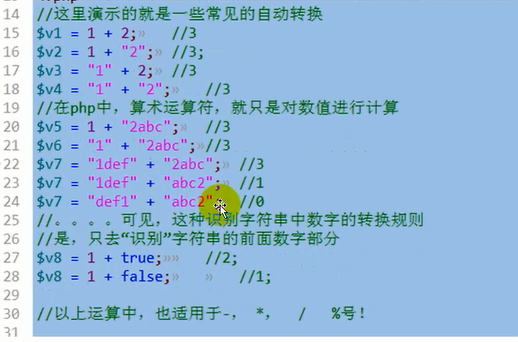 14 //这里演示的就是一些常见的自动转换
15 $v1 = 1 + 2; //3
16 $v2 = 1 + "2"; //3;
17 $v3 = "1" + 2; //3
18 $v4 = "1" + "2"; //3
19 //在php中，算术运算符，就只是对数值进行计算
20 $v5 = 1 + "2abc"; //3
21 $v6 = "1" + "2abc"; //3
22 $v7 = "1def" + "2abc"; //3
23 $v7 = "1def" + "abc2"; //1
24 $v7 = "def1" + "abc2"; //0
25 //。。。。可见，这种识别字符串中数字的转换规则
26 //是，只去“识别”字符串的前面数字部分
27 $v8 = 1 + true; //2;
28 $v8 = 1 + false; //1;
29
30 //以上运算中，也适用于-， *， / %号！
31